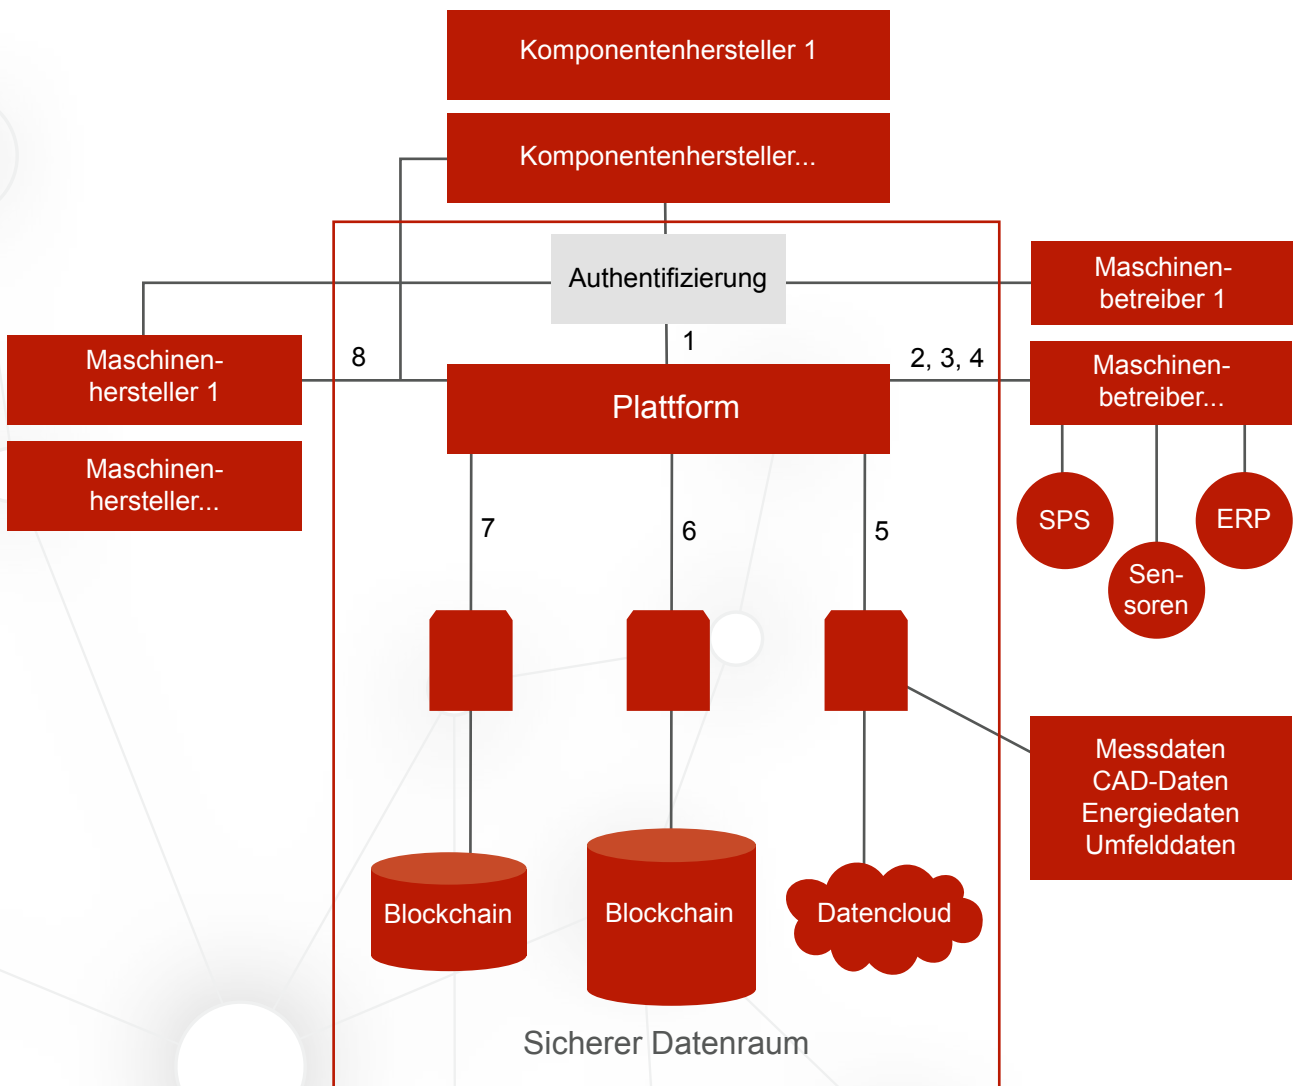 Komponentenhersteller 1
Komponentenhersteller...
Authentifizierung
Maschinen-
betreiber 1
1
8
2, 3, 4
Maschinen-
hersteller 1
Plattform
Maschinen-
betreiber...
Maschinen-
hersteller...
SPS
ERP
7
6
5
Sen-
soren
Messdaten
CAD-Daten
Energiedaten
Umfelddaten
Blockchain
Blockchain
Datencloud
Sicherer Datenraum